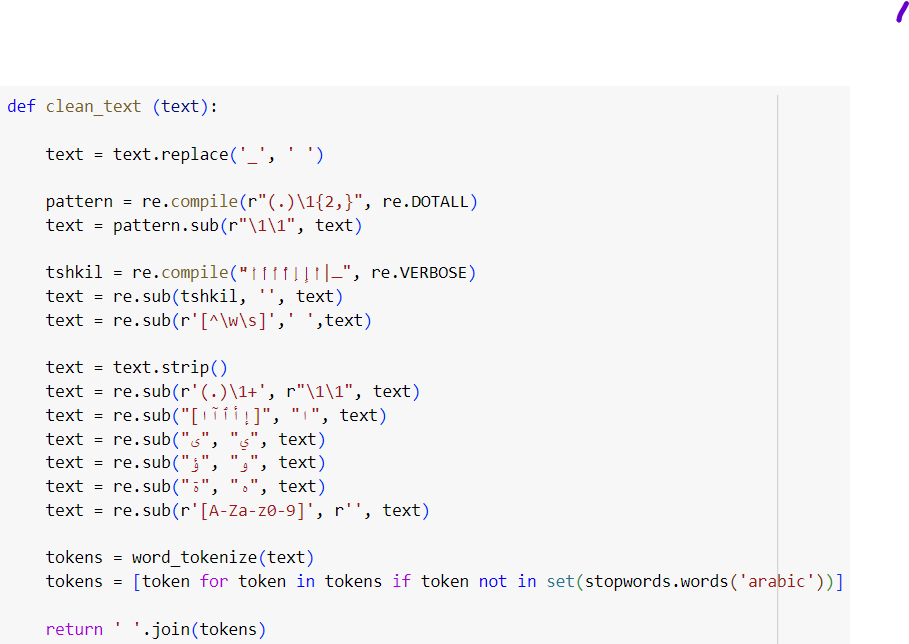 def clean_text (text):
text = text.replace('_', ' ')
pattern = re.compile(r"(.)\1{2,}", re.DOTALL)
text = pattern.sub(r"\1\1", text)
tshkil = re.compile(" ", re.VERBOSE)
text = re.sub(tshkil, '', text)
text = re.sub(r'[^\w\s]',' ',text)
text = text.strip()
text = re.sub(r'(.)\1+', r"\1\1", text)
text = re.sub("[إأٱآا]", "ا", text)
text = re.sub("ى", "ي", text)
text = re.sub("ؤ", "و", text)
text = re.sub("ة", "ه", text)
text = re.sub(r'[A-Za-z0-9]', r'', text)
tokens = word_tokenize(text)
tokens = [token for token in tokens if token not in set(stopwords.words('arabic'))]
return ' '.join(tokens)